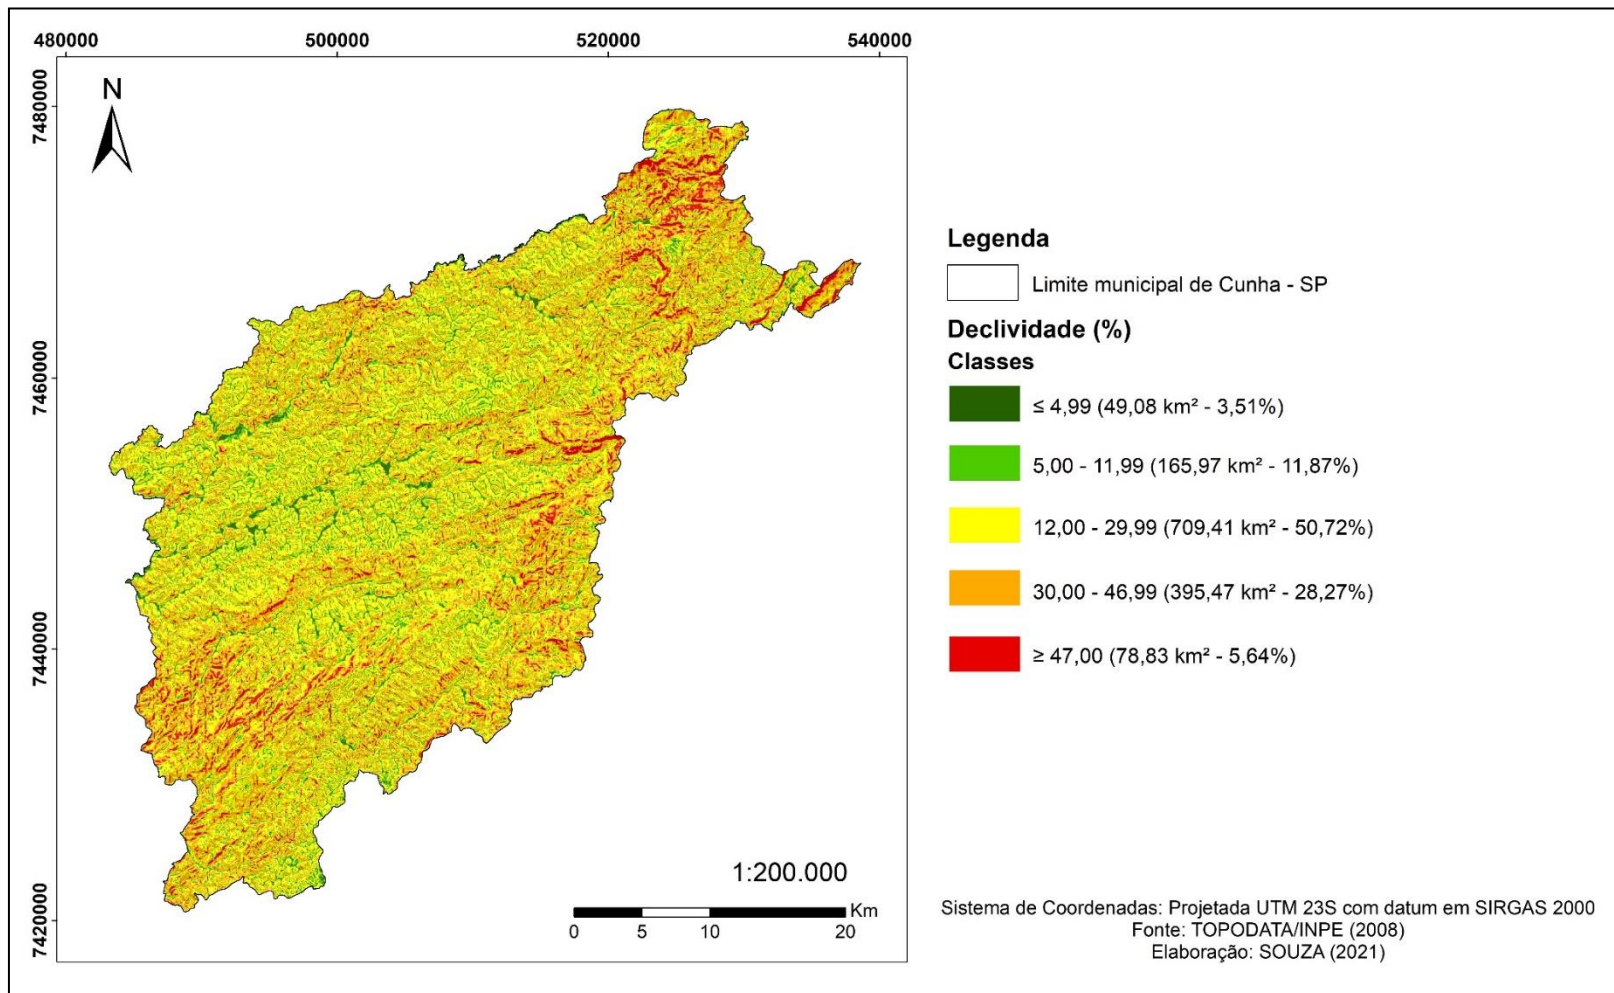 480000
500000
520000
540000
7480000
7460000
7440000
7420000
N
1:200.000
Km
0
5
10
20
Legenda
Limite municipal de Cunha - SP
Declividade (%)
Classes
≤ 4,99 (49,08 km² - 3,51%)
5,00 - 11,99 (165,97 km² - 11,87%)
12,00 - 29,99 (709,41 km² - 50,72%)
30,00 - 46,99 (395,47 km² - 28,27%)
≥ 47,00 (78,83 km² - 5,64%)
Sistema de Coordenadas: Projetada UTM 23S com datum em SIRGAS 2000
Fonte: TOPODATA/INPE (2008)
Elaboração: SOUZA (2021)